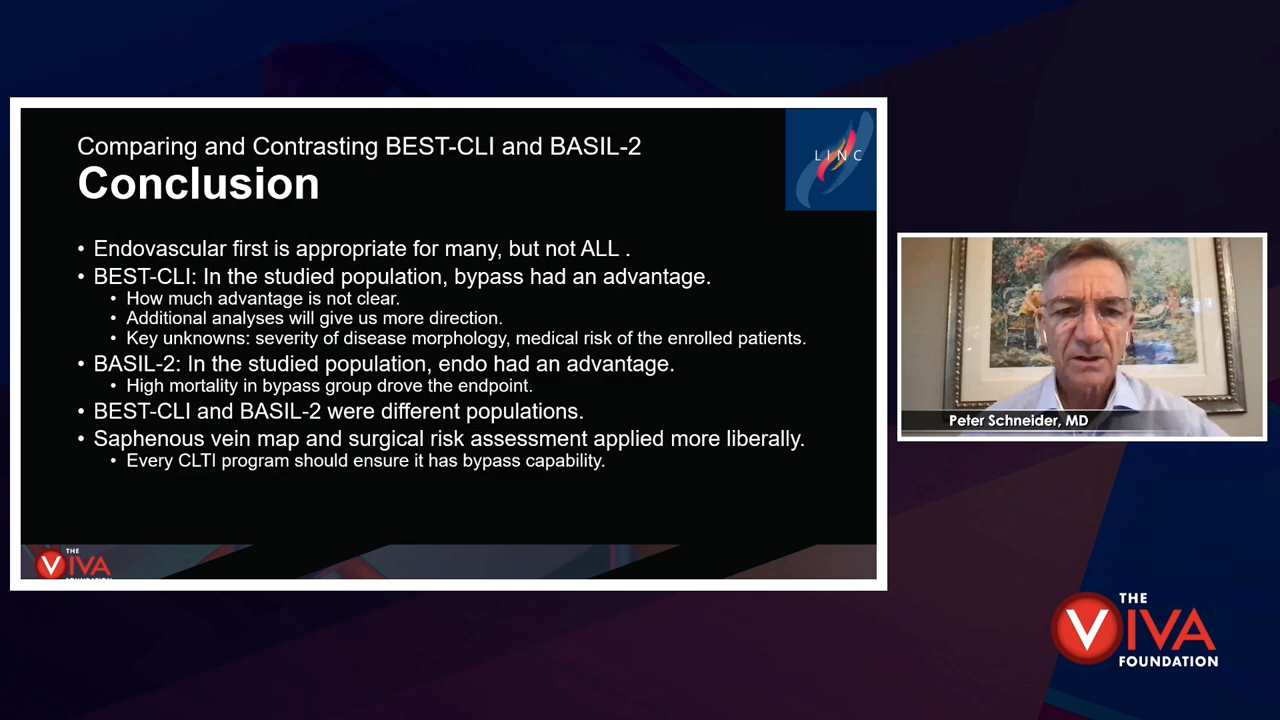 Comparing and Contrasting BEST-CLI and BASIL-2
Conclusion
LINC
• Endovascular first is appropriate for many, but not ALL .
• BEST-CLI: In the studied population, bypass had an advantage.
• How much advantage is not clear.
• Additional analyses will give us more direction.
• Key unknowns: severity of disease morphology, medical risk of the enrolled patients.
• BASIL-2: In the studied population, endo had an advantage.
• High mortality in bypass group drove the endpoint.
• BEST-CLI and BASIL-2 were different populations.
• Saphenous vein map and surgical risk assessment applied more liberally.
• Every CLTI program should ensure it has bypass capability.
THE
VIVA
FOUNDATION
Peter Schneider, MD
THE
VIVA
FOUNDATION